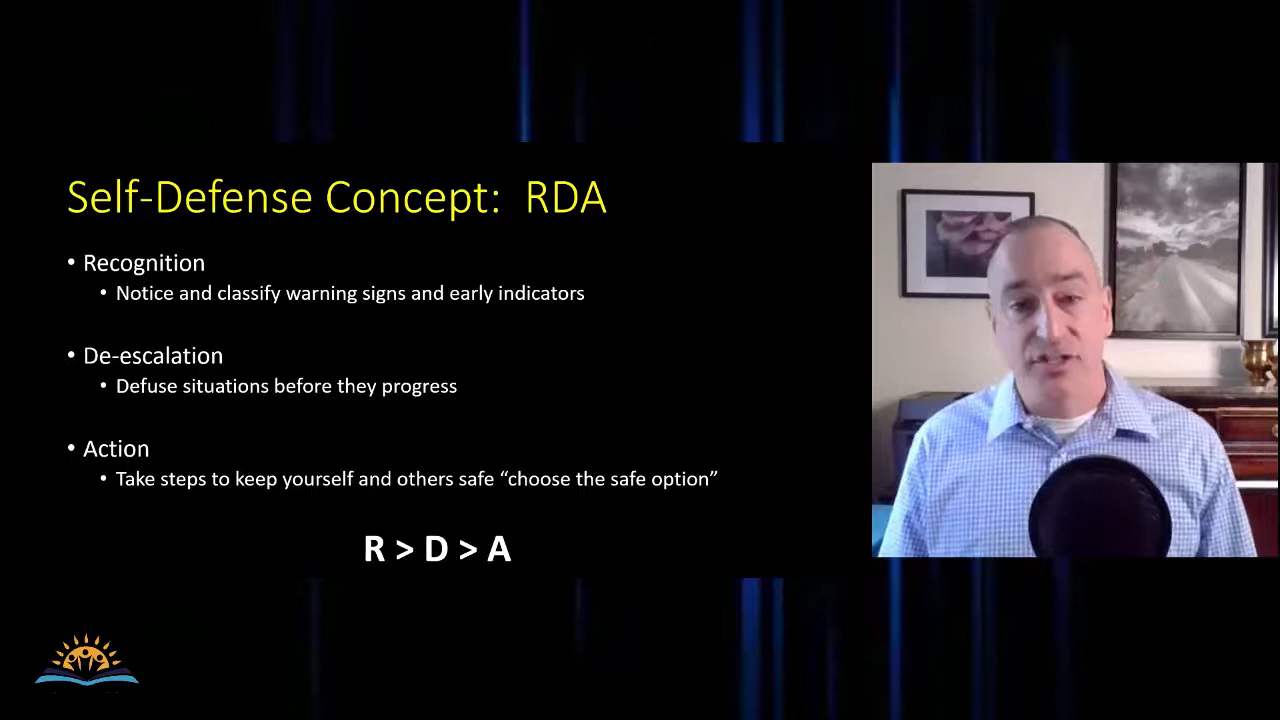 Self-Defense Concept:  RDA
• Recognition
• Notice and classify warning signs and early indicators
• De-escalation
• Defuse situations before they progress
• Action
• Take steps to keep yourself and others safe “choose the safe option”
R > D > A